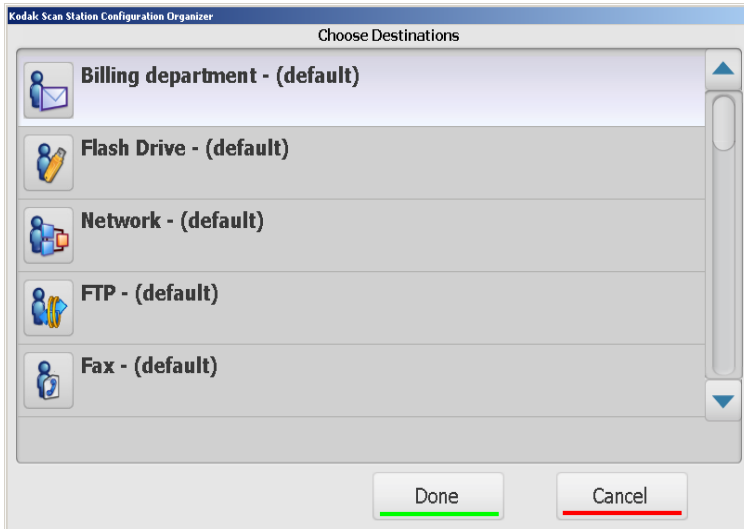 Kodak Scan Station Configuration Organizer
Choose Destinations
Billing department - (default)
Flash Drive - (default)
Network - (default)
FTP - (default)
Fax - (default)
Done
Cancel